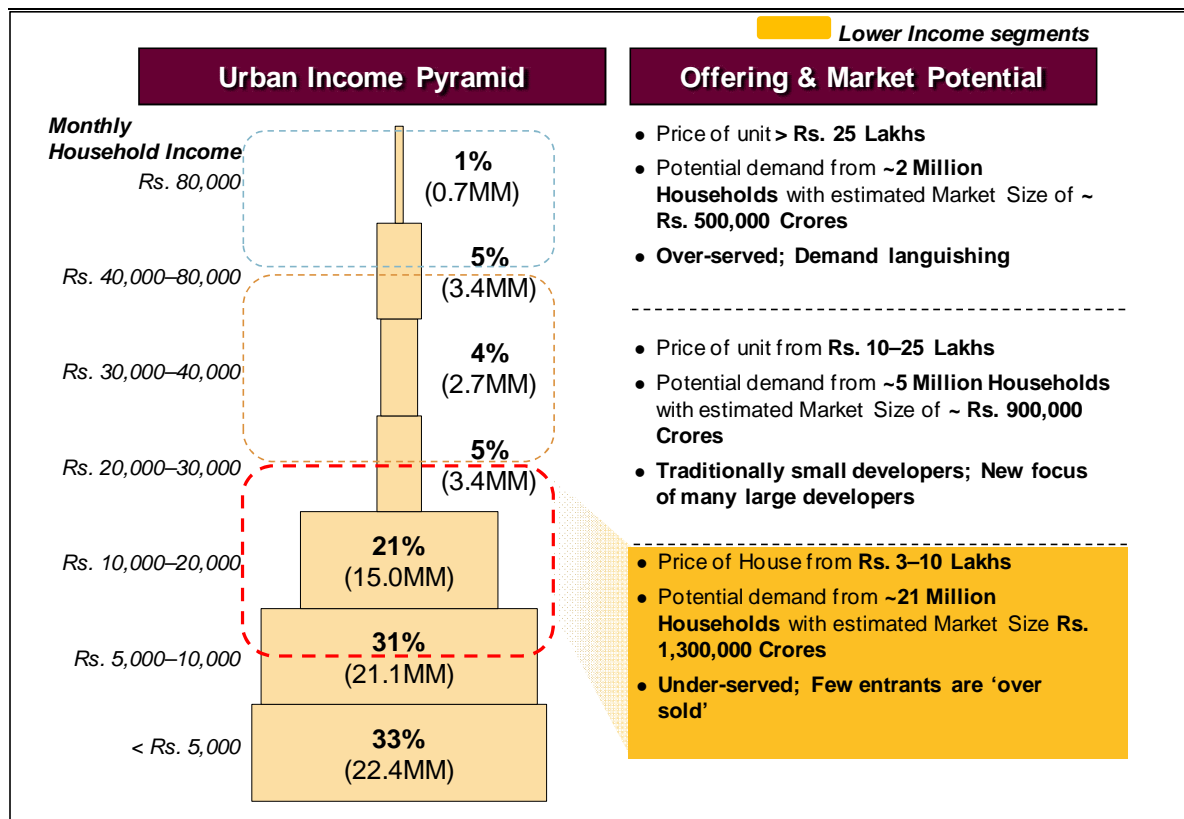 Lower Income segments
Urban Income Pyramid
Offering & Market Potential
Monthly
Household Income
Rs. 80,000
1%
(0.7MM)
Rs. 40,000–80,000
5%
(3.4MM)
Rs. 30,000–40,000
4%
(2.7MM)
Rs. 20,000–30,000
5%
(3.4MM)
Rs. 10,000–20,000
21%
(15.0MM)
Rs. 5,000–10,000
31%
(21.1MM)
< Rs. 5,000
33%
(22.4MM)
● Price of unit > Rs. 25 Lakhs
● Potential demand from ~2 Million
Households with estimated Market Size of ~
Rs. 500,000 Crores
● Over-served; Demand languishing
● Price of unit from Rs. 10–25 Lakhs
● Potential demand from ~5 Million Households
with estimated Market Size of ~ Rs. 900,000
Crores
● Traditionally small developers; New focus
of many large developers
● Price of House from Rs. 3–10 Lakhs
● Potential demand from ~21 Million
Households with estimated Market Size Rs.
1,300,000 Crores
● Under-served; Few entrants are ‘over
sold’